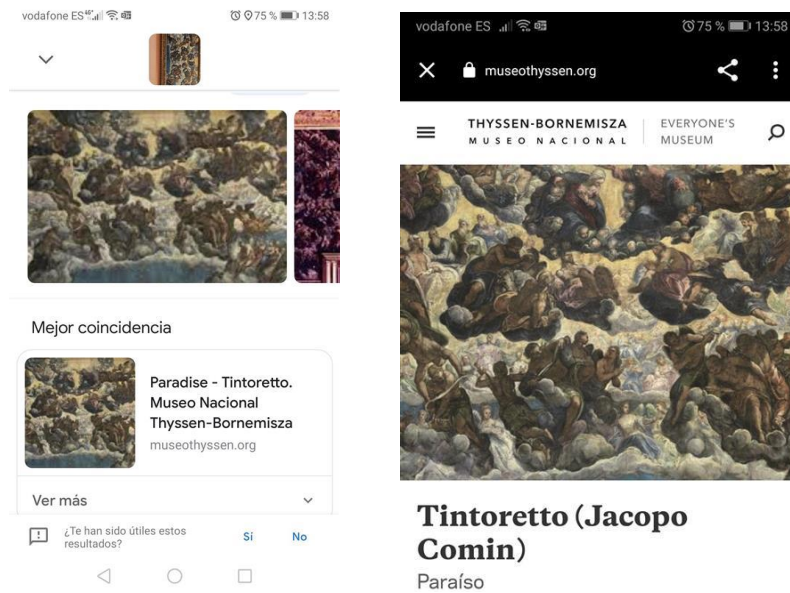 vodafone ES
75 %
13:58
Mejor coincidencia
Paradise - Tintoretto.
Museo Nacional
Thyssen-Bornemisza
museothyssen.org
Ver más
¿Te han sido útiles estos
resultados?
Sí
No
vodafone ES
75 %
13:58
museothyssen.org
THYSSEN-BORNEMISZA
MUSEO NACIONAL
EVERYONE'S
MUSEUM
Tintoretto (Jacopo
Comin)
Paraíso